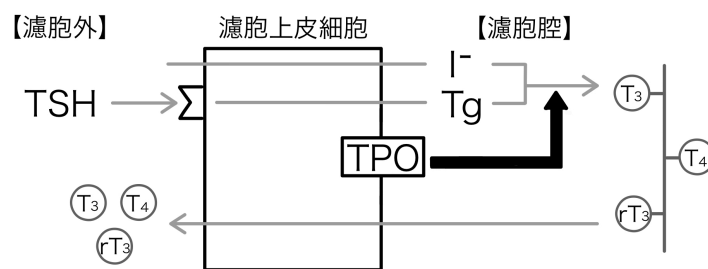 【濾胞外】
濾胞上皮細胞
【濾胞腔】
I⁻
TSH
Tg
TPO
T₃
T₄
rT₃
T₃
T₄
rT₃